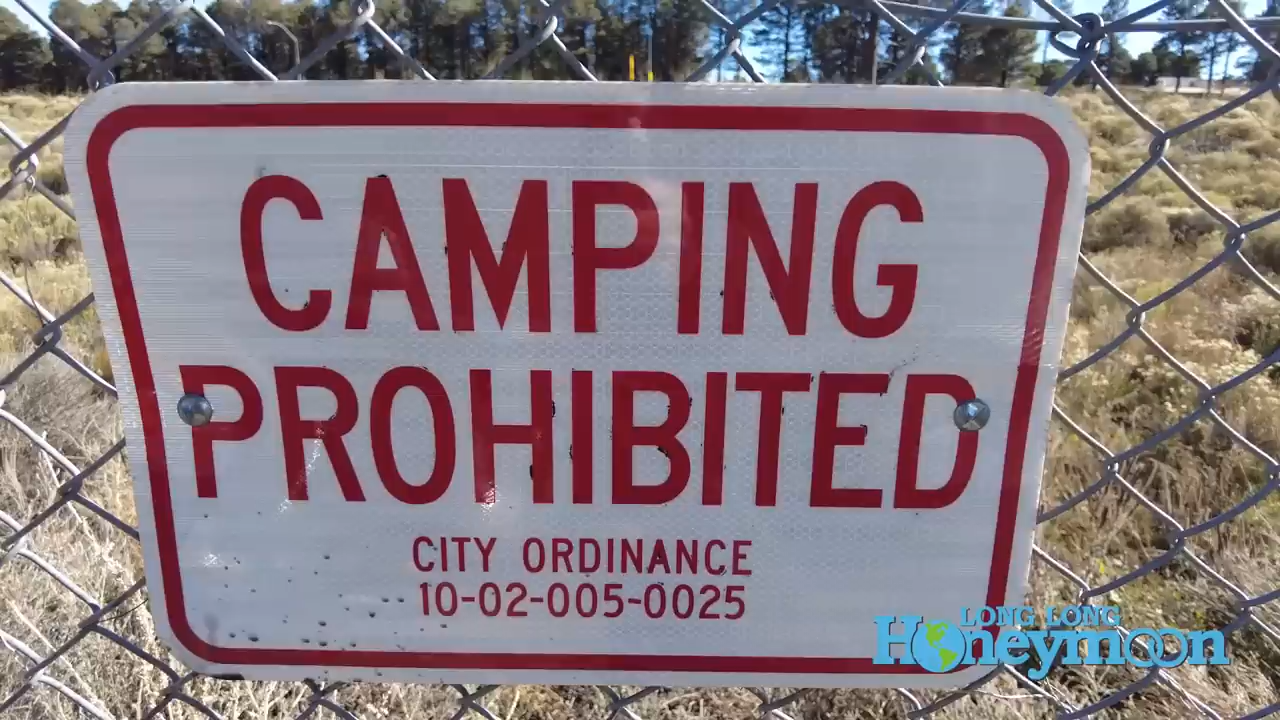 CAMPING
PROHIBITED
CITY ORDINANCE
10-02-005-0025
LONG LONG
Honeymoon